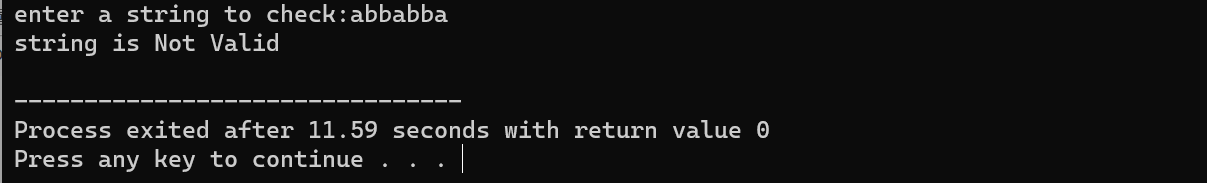 enter a string to check:abbabba
string is Not Valid
--------------------------------
Process exited after 11.59 seconds with return value 0
Press any key to continue . . .